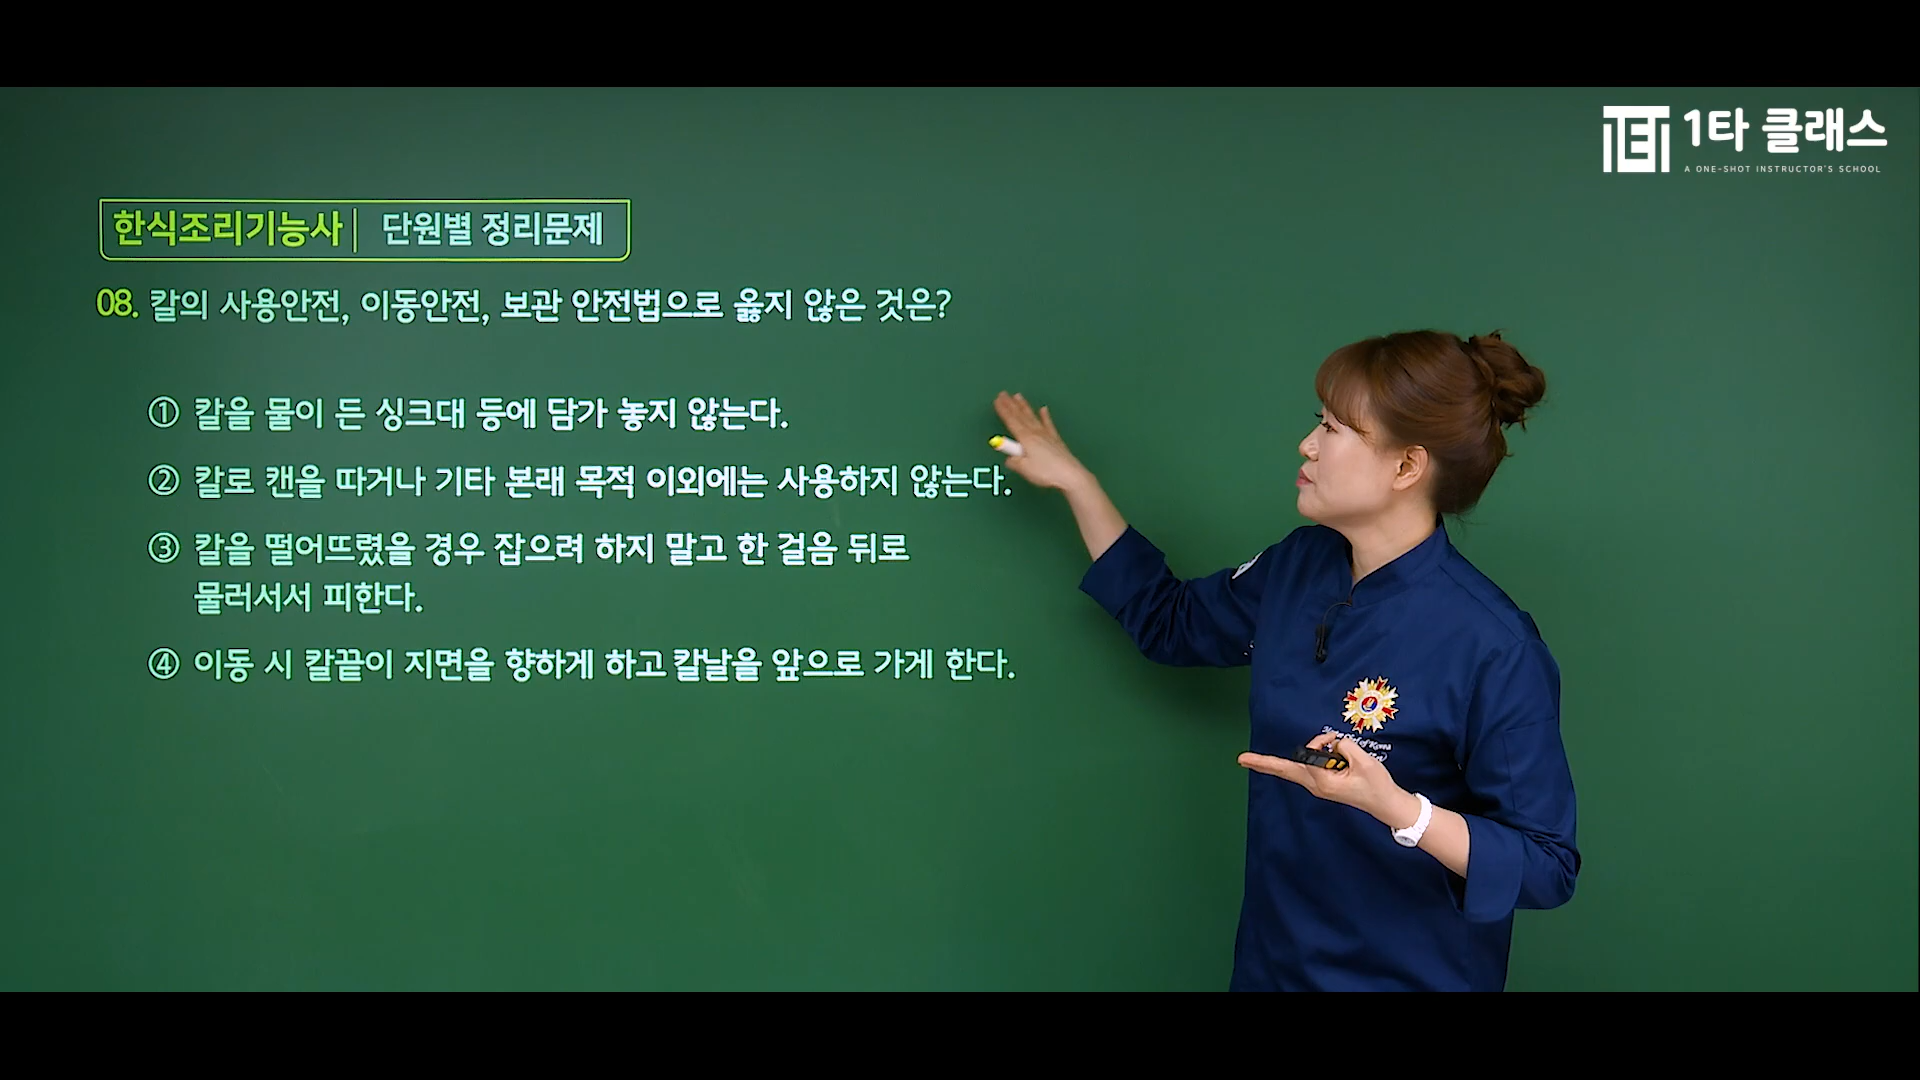 1타 클래스
A ONE-SHOT INSTRUCTOR'S SCHOOL
한식조리기능사 | 단원별 정리문제
08. 칼의 사용안전, 이동안전, 보관 안전법으로 옳지 않은 것은?
① 칼을 물이 든 싱크대 등에 담가 놓지 않는다.
② 칼로 캔을 따거나 기타 본래 목적 이외에는 사용하지 않는다.
③ 칼을 떨어뜨렸을 경우 잡으려 하지 말고 한 걸음 뒤로
물러서서 피한다.
④ 이동 시 칼끝이 지면을 향하게 하고 칼날을 앞으로 가게 한다.
of Korea